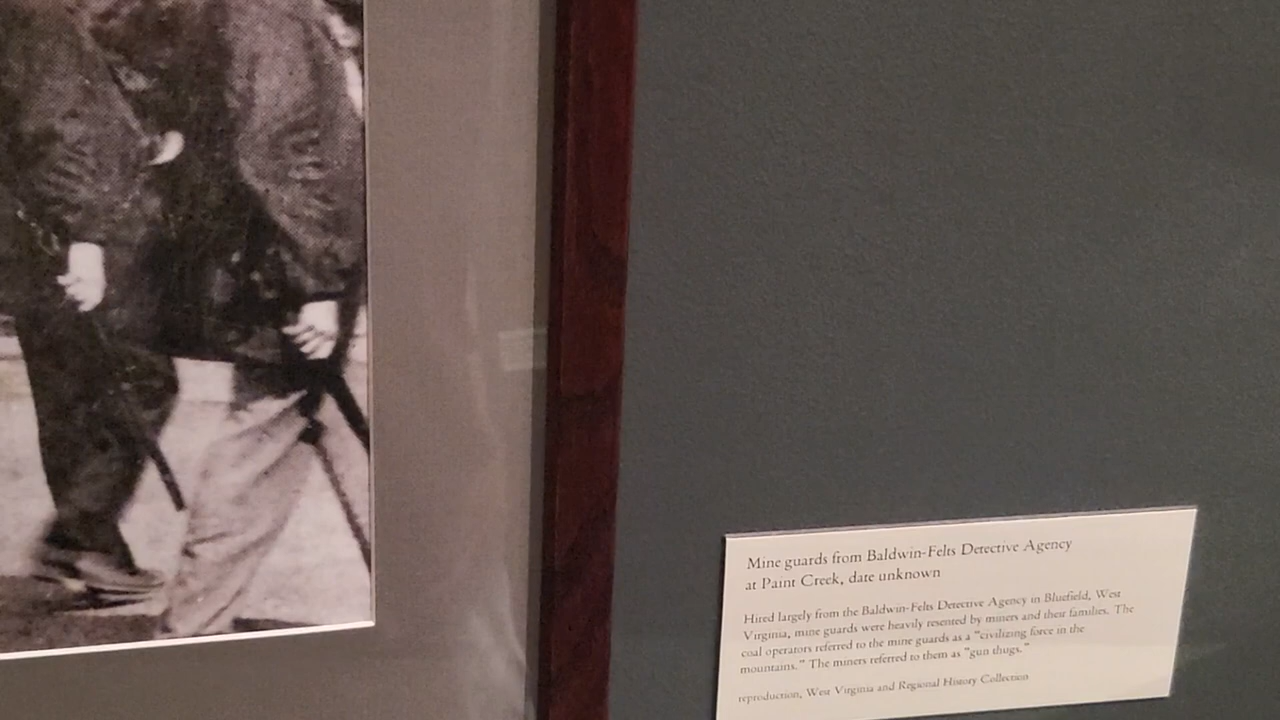 Mine guards from Baldwin-Felts Detective Agency
at Paint Creek, date unknown
Hired largely from the Baldwin-Felts Detective Agency in Bluefield, West
Virginia, mine guards were heavily resented by miners and their families. The
coal operators referred to the mine guards as a "civilizing force in the
mountains." The miners referred to them as "gun thugs."
reproduction, West Virginia and Regional History Collection